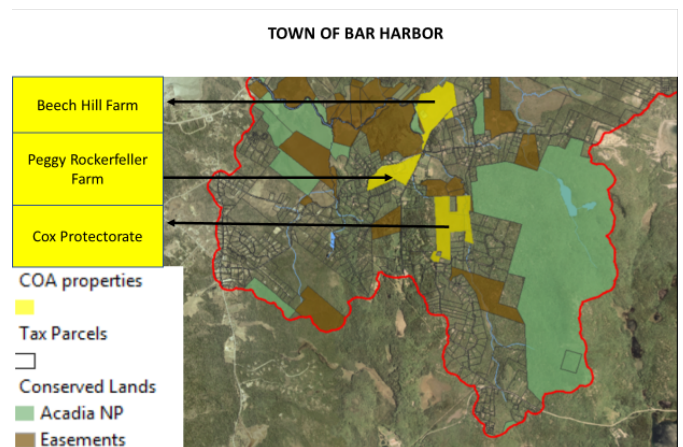 TOWN OF BAR HARBOR
Beech Hill Farm
Peggy Rockerfeller
Farm
Cox Protectorate
COA properties
Tax Parcels
Conserved Lands
Acadia NP
Easements